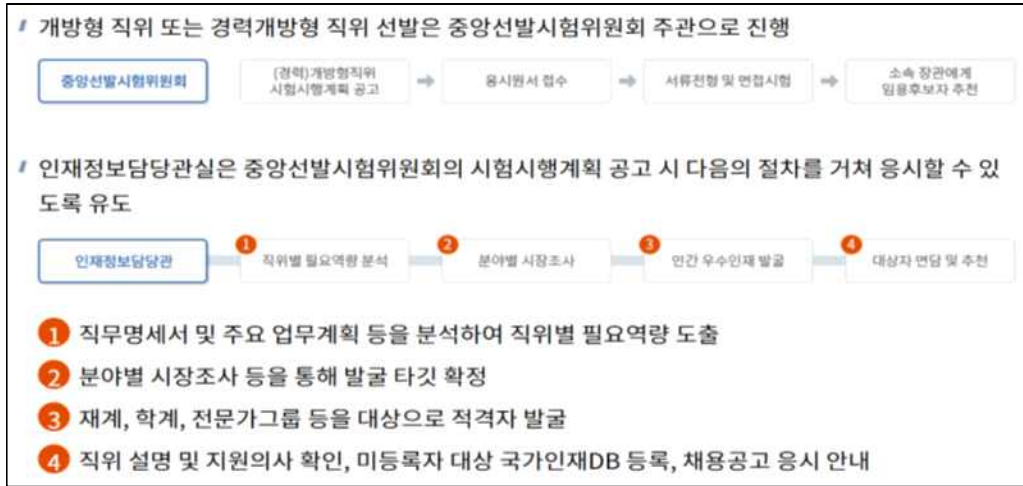 개방형 직위 또는 경력개방형 직위 선발은 중앙선발시험위원회 주관으로 진행
중앙선발시험위원회
(경력)개방형직위
시험시행계획 공고
응시원서 접수
서류전형 및 면접시험
소속 장관에게
임용후보자 추천
인재정보담당관실은 중앙선발시험위원회의 시험시행계획 공고 시 다음의 절차를 거쳐 응시할 수 있
도록 유도
인재정보담당관
1 직위별 필요역량 분석
2 분야별 시장조사
3 민간 우수인재 발굴
4 대상자 면담 및 추천
1 직무명세서 및 주요 업무계획 등을 분석하여 직위별 필요역량 도출
2 분야별 시장조사 등을 통해 발굴 타깃 확정
3 재계, 학계, 전문가그룹 등을 대상으로 적격자 발굴
4 직위 설명 및 지원의사 확인, 미등록자 대상 국가인재DB 등록, 채용공고 응시 안내